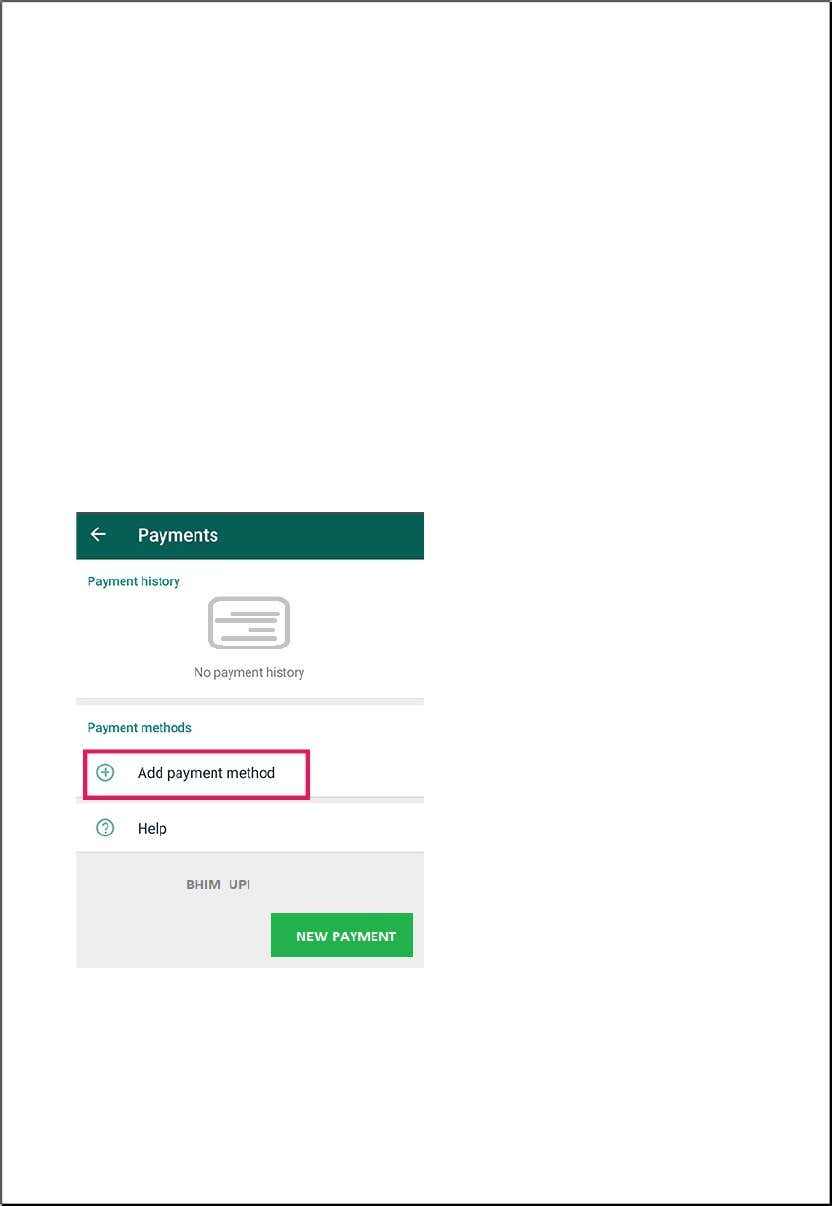 Payments
Payment history
No payment history
Payment methods
Add payment method
Help
BHIM UPI
NEW PAYMENT